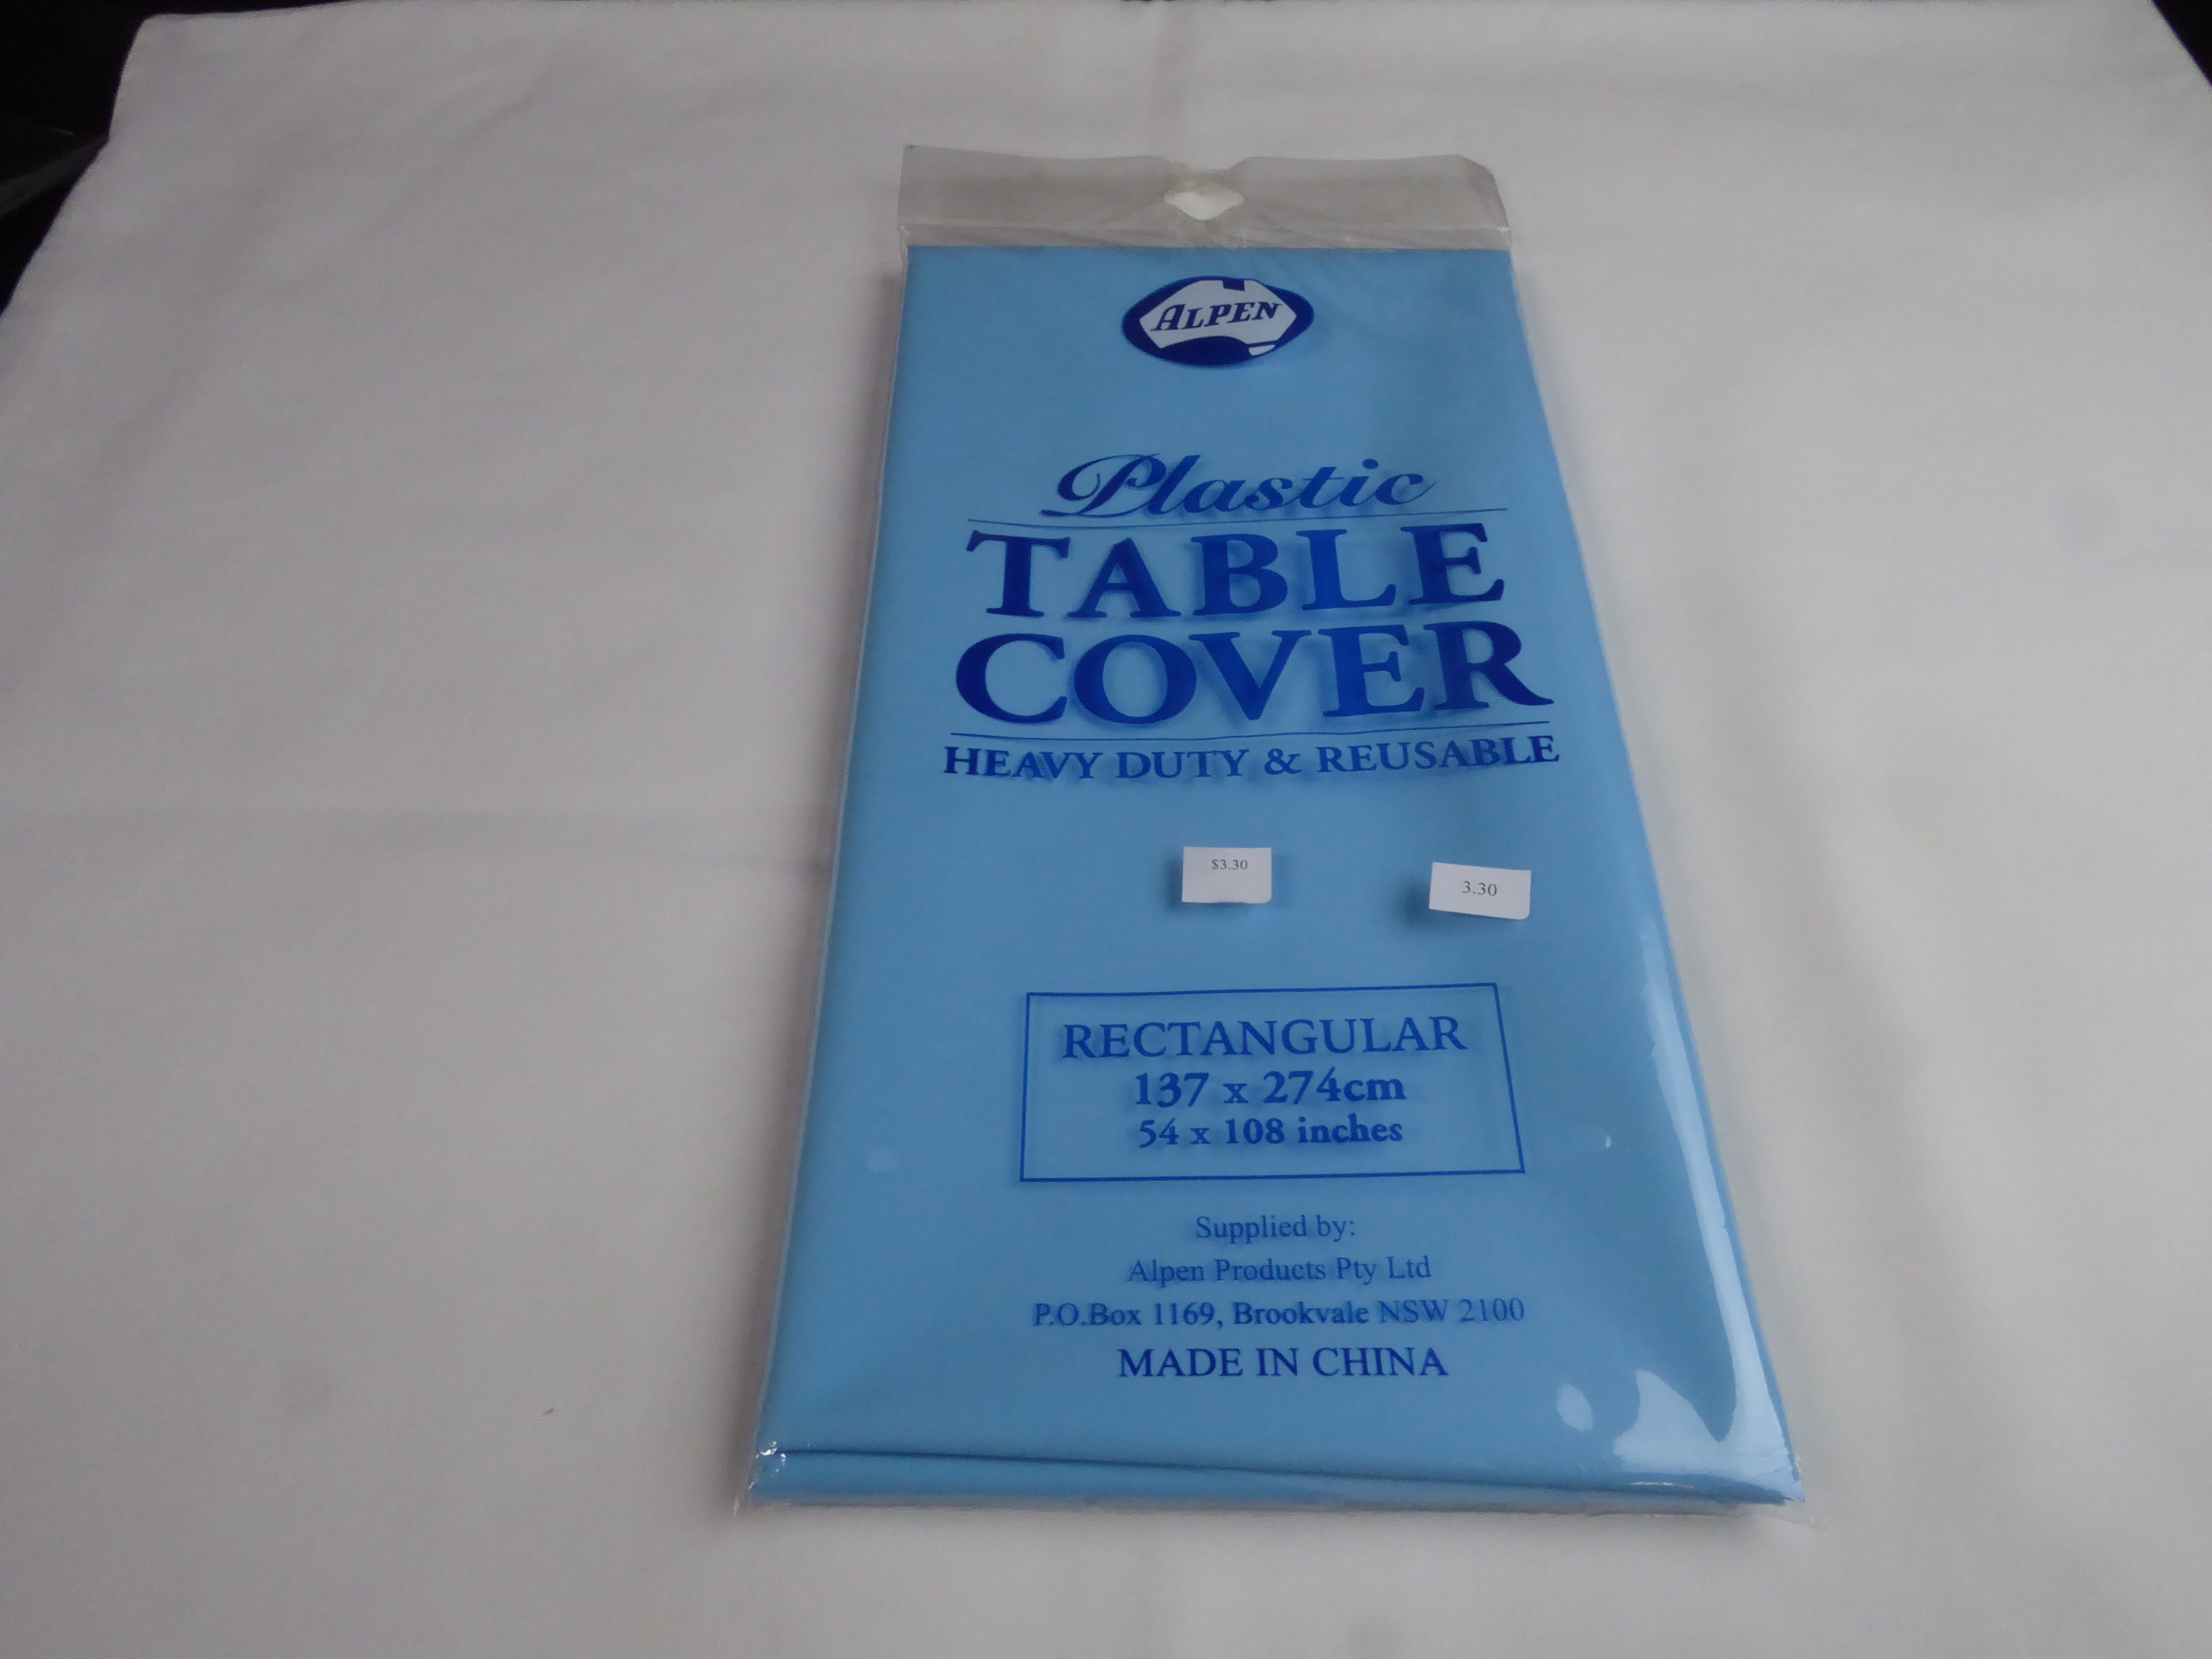 ALPEN
Plastic
TABLE
COVER
HEAVY DUTY & REUSABLE
$3.30
3.30
RECTANGULAR
137 x 274cm
54 x 108 inches
Supplied by:
Alpen Products Pty Ltd
P.O.Box 1169, Brookvale NSW 2100
MADE IN CHINA